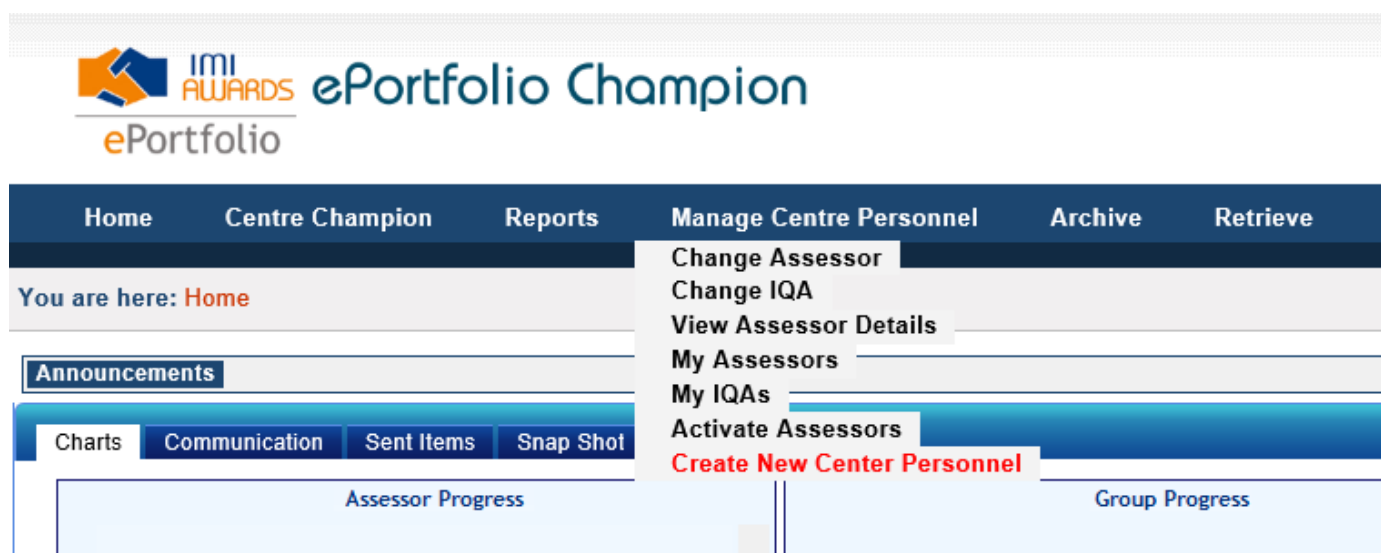 IMI
AWARDS
ePortfolio
ePortfolio Champion
Home Centre Champion Reports Manage Centre Personnel Archive Retrieve
Change Assessor
Change IQA
View Assessor Details
My Assessors
My IQAs
Activate Assessors
Create New Center Personnel
You are here: Home
Announcements
Charts Communication Sent Items Snap Shot
Assessor Progress
Group Progress